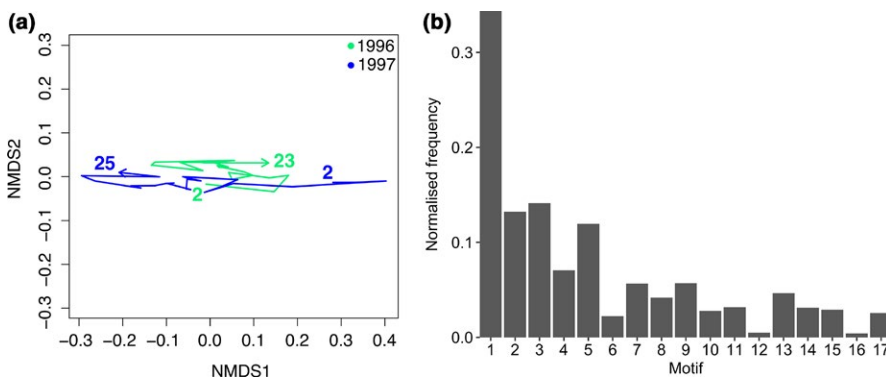 (a)
0.3
0.2
0.1
0.0
−0.1
−0.2
−0.3
NMDS2
1996
1997
25
23
2
2
−0.3 −0.2 −0.1 0.0 0.1 0.2 0.3 0.4
NMDS1
(b)
0.3
0.2
0.1
0.0
Normalised frequency
1 2 3 4 5 6 7 8 9 10 11 12 13 14 15 16 17
Motif